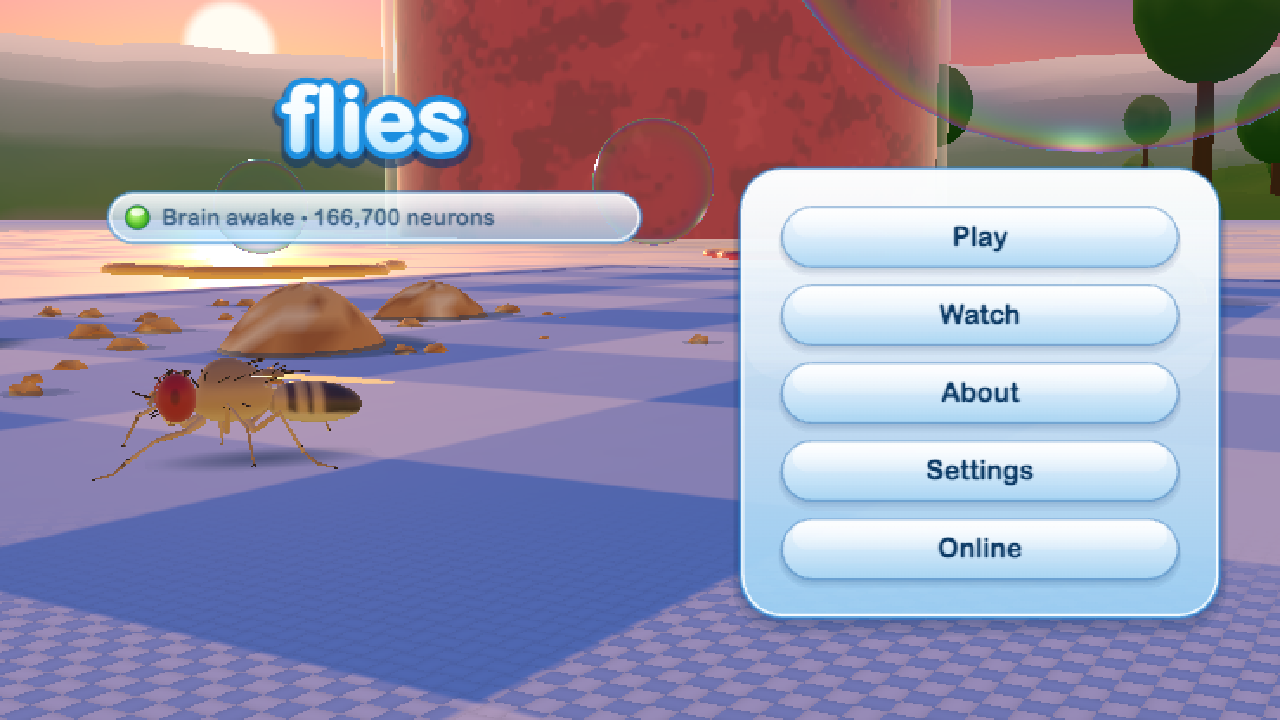 flies
Brain awake • 166,700 neurons
Play
Watch
About
Settings
Online